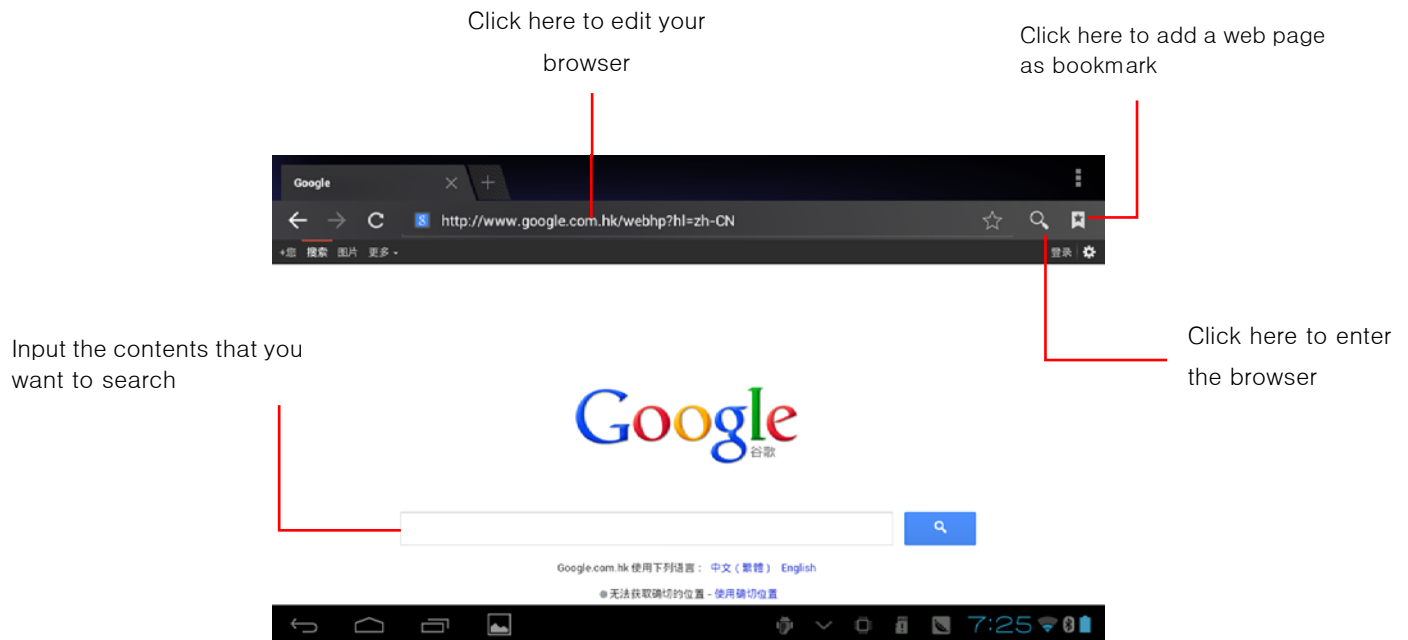 Click here to edit your
browser
Click here to add a web page
as bookmark
Google
http://www.google.com.hk/webhp?hl=zh-CN
+您 搜索 图片 更多
登录
Input the contents that you
want to search
Click here to enter
the browser
Google
谷歌
Google.com.hk 使用下列语言： 中文 ( 繁體 ) English
无法获取确切的位置 - 使用确切位置
7:25